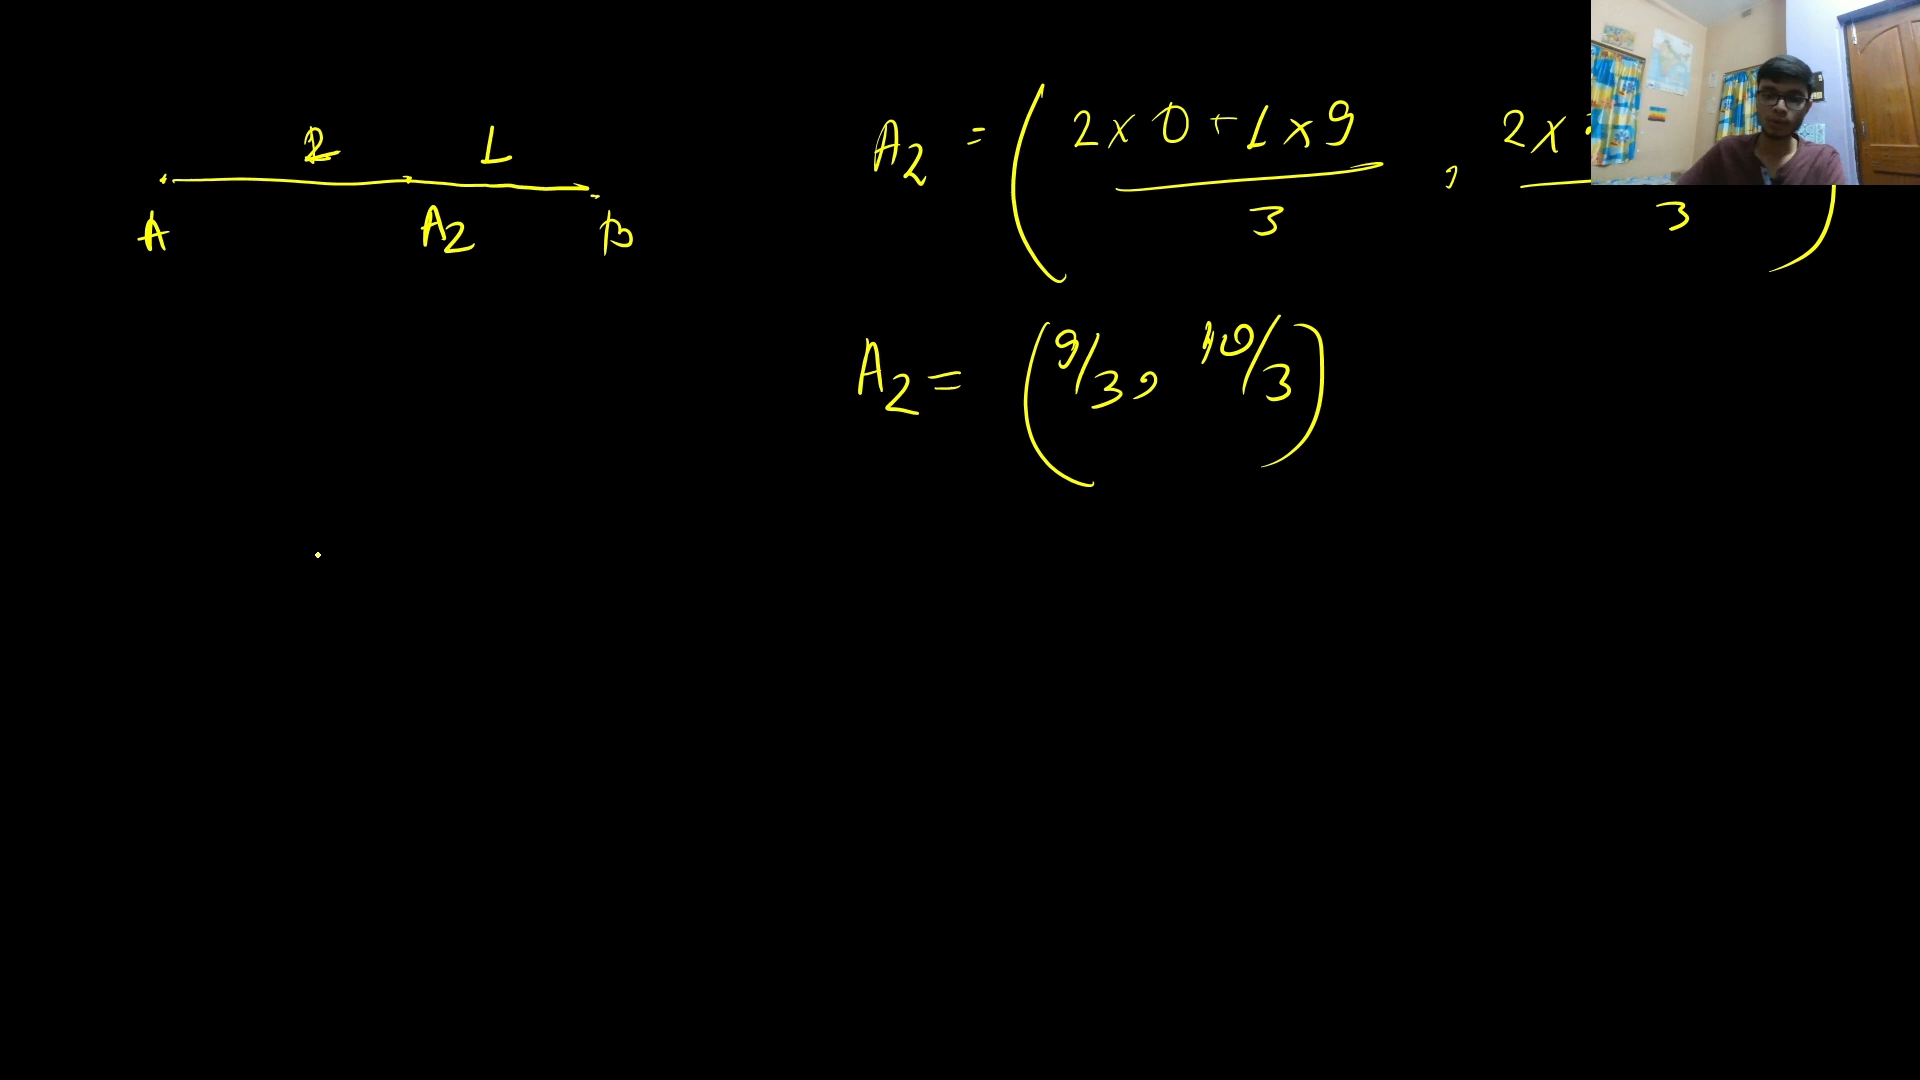 2 1
A A2 B
A2 = ( 2 x 0 + 1 x 9 / 3 , 2 x / 3 )
A2 = ( 9/3 , 10/3 )